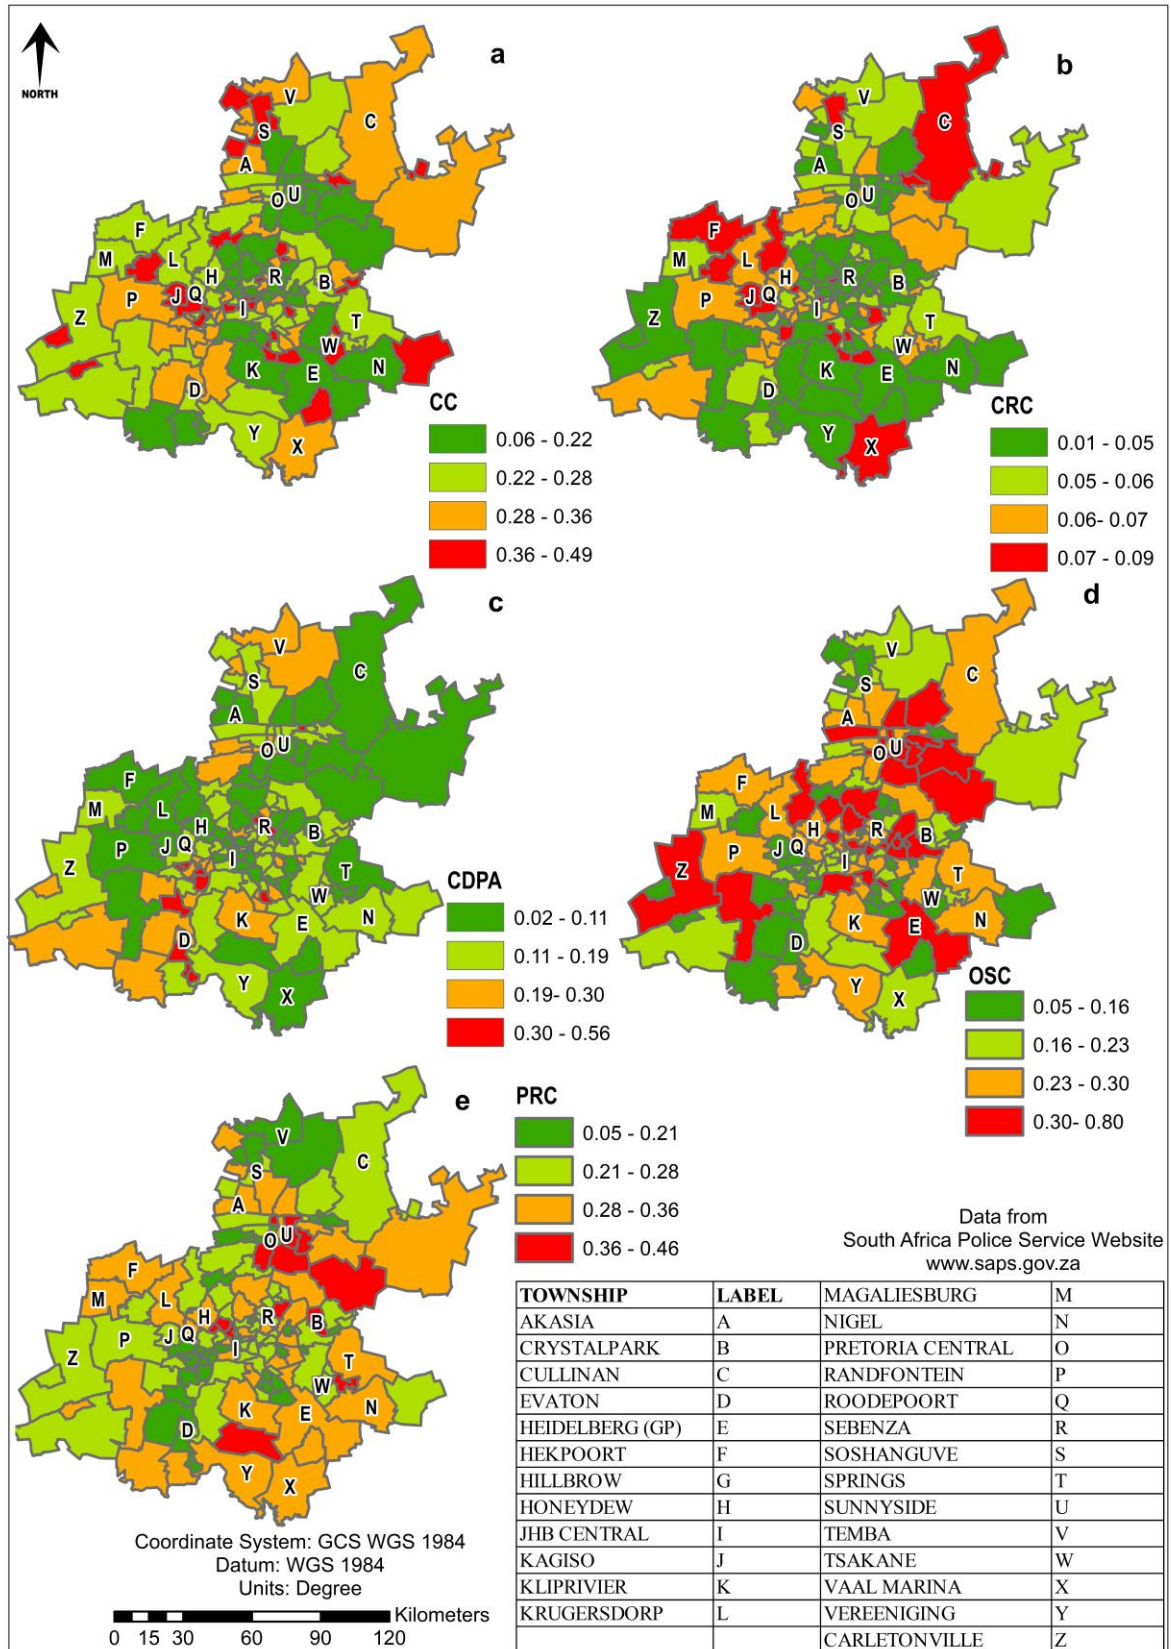 NORTH
a
V
C
S
A
O U
F
M
L
H
R
B
P
J Q
Z
I
T
W
K
E
N
D
Y
X
CC
0.06 - 0.22
0.22 - 0.28
0.28 - 0.36
0.36 - 0.49
b
V
C
S
A
O U
F
M
L
H
R
B
P
J Q
Z
I
T
W
K
E
N
D
Y
X
CRC
0.01 - 0.05
0.05 - 0.06
0.06- 0.07
0.07 - 0.09
c
V
C
S
A
O U
F
M
L
H
R
B
P
J Q
Z
I
T
W
K
E
N
D
Y
X
CDPA
0.02 - 0.11
0.11 - 0.19
0.19- 0.30
0.30 - 0.56
d
V
C
S
A
O U
F
M
L
H
R
B
P
J Q
Z
I
T
W
K
E
N
D
Y
X
OSC
0.05 - 0.16
0.16 - 0.23
0.23 - 0.30
0.30- 0.80
e
V
C
S
A
O U
F
M
L
H
R
B
P
J Q
Z
I
T
W
K
E
N
D
Y
X
PRC
0.05 - 0.21
0.21 - 0.28
0.28 - 0.36
0.36 - 0.46
Data from
South Africa Police Service Website
www.saps.gov.za
Coordinate System: GCS WGS 1984
Datum: WGS 1984
Units: Degree
Kilometers
0 15 30 60 90 120
TOWNSHIP LABEL MAGALIESBURG M
AKASIA A NIGEL N
CRYSTALPARK B PRETORIA CENTRAL O
CULLINAN C RANDFONTEIN P
EVATON D ROODEPOORT Q
HEIDELBERG (GP) E SEBENZA R
HEKPOORT F SOSHANGUVE S
HILLBROW G SPRINGS T
HONEYDEW H SUNNYSIDE U
JHB CENTRAL I TEMBA V
KAGISO J TSAKANE W
KLIPRIVIER K VAAL MARINA X
KRUGERSDORP L VEREENIGING Y
CARLETONVILLE Z